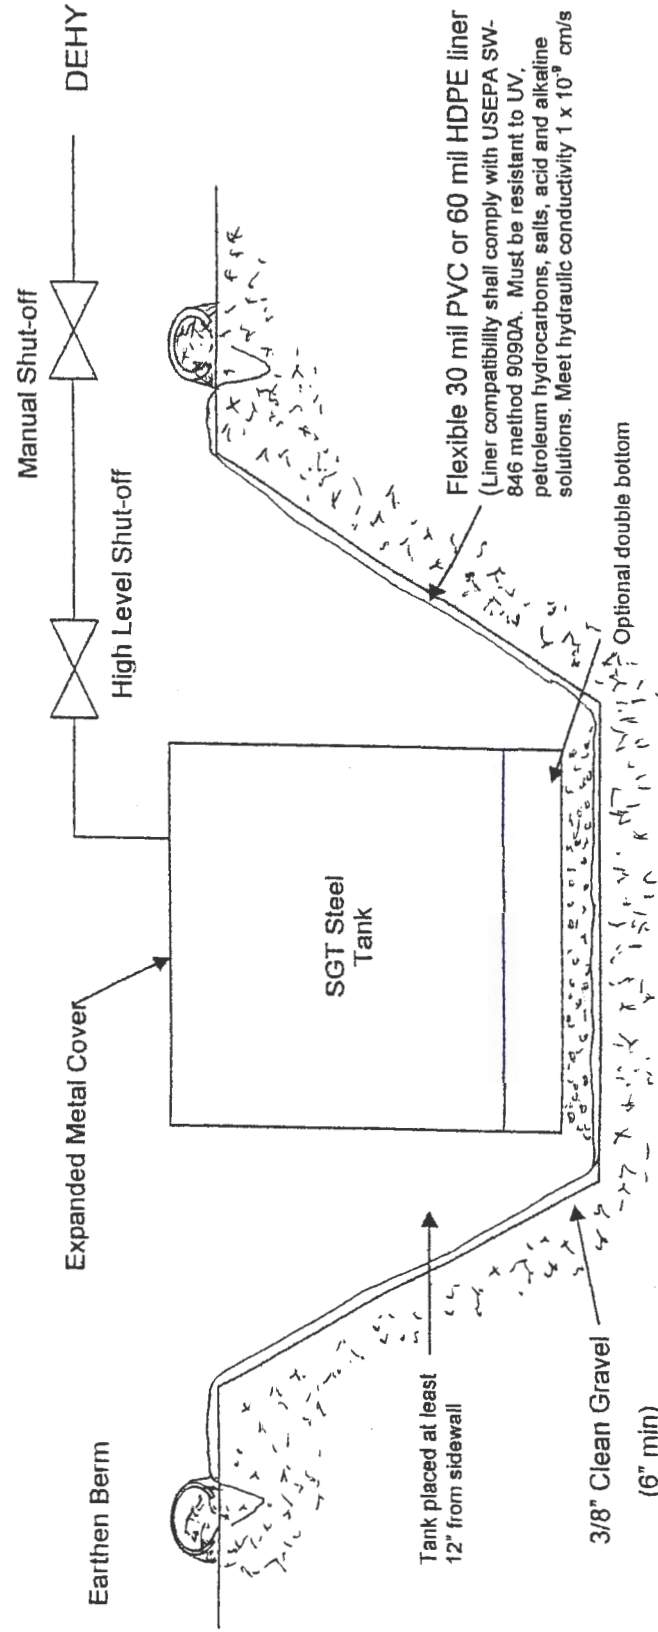 DEHY
Manual Shut-off
High Level Shut-off
Expanded Metal Cover
Earthen Berm
SGT Steel
Tank
Tank placed at least
12" from sidewall
3/8" Clean Gravel
(6" min)
Optional double bottom
Flexible 30 mil PVC or 60 mil HDPE liner
(Liner compatibility shall comply with USEPA SW-
846 method 9090A. Must be resistant to UV,
petroleum hydrocarbons, salts, acid and alkaline
solutions. Meet hydraulic conductivity 1 x 10⁻⁹ cm/s